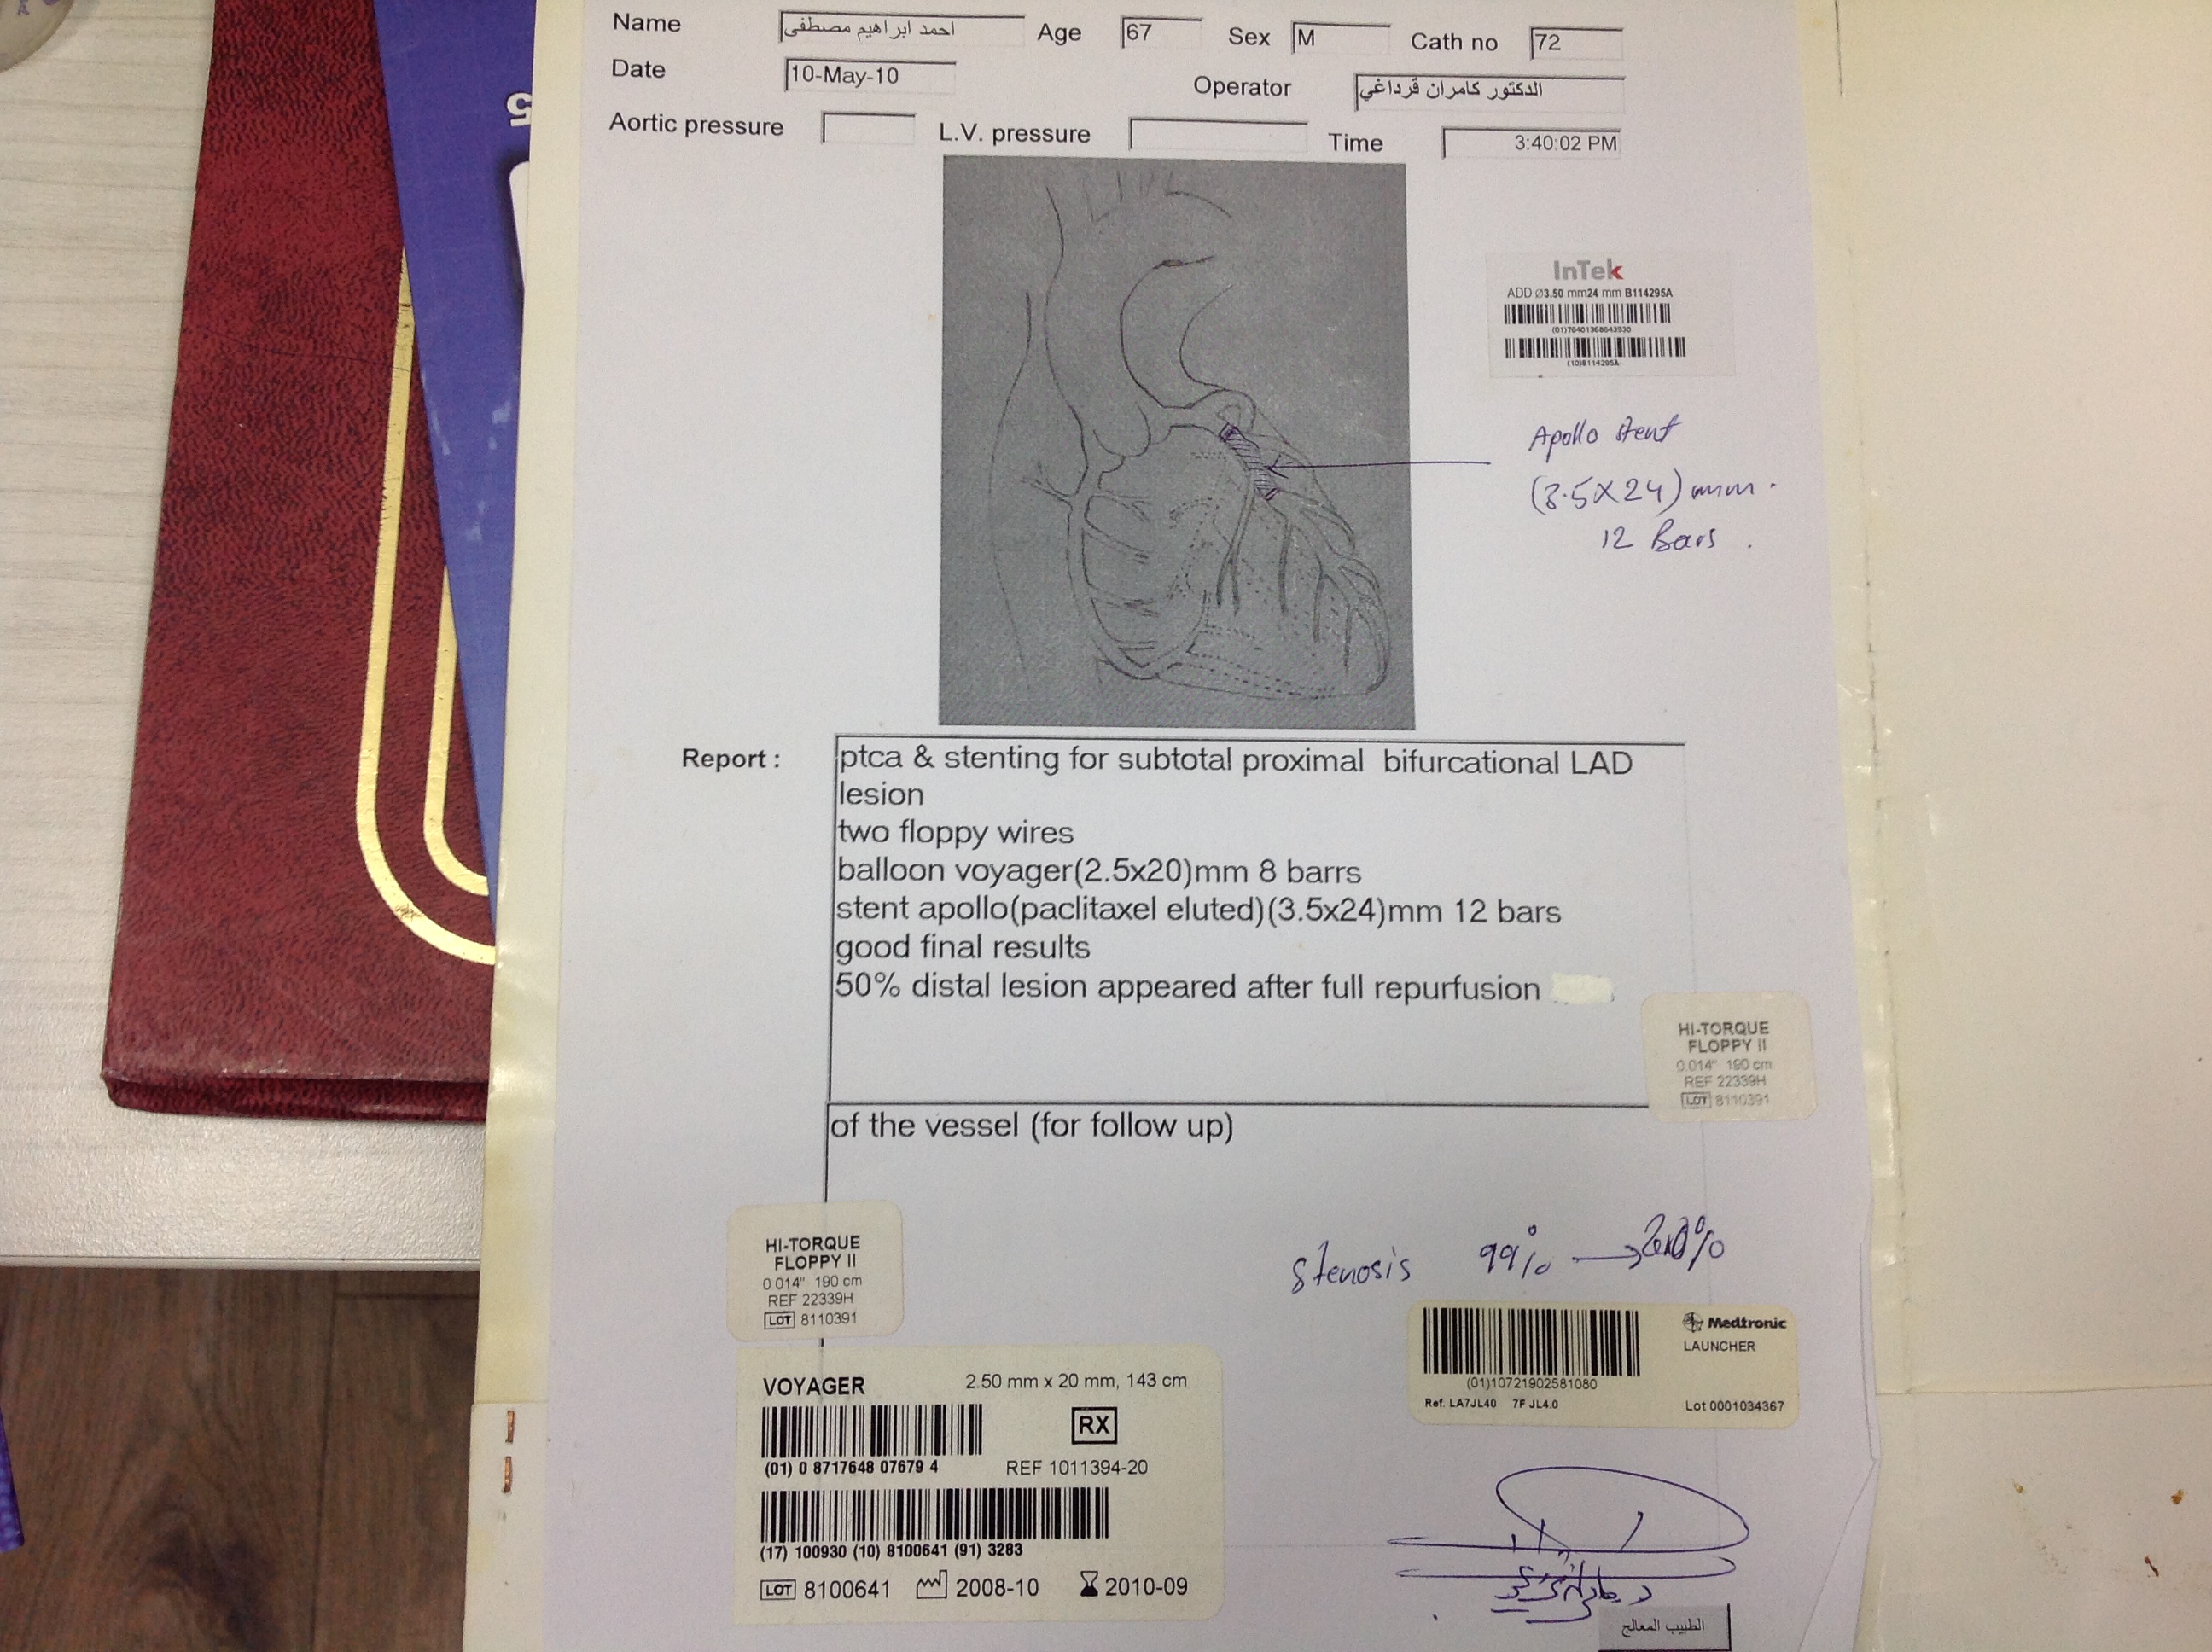 Name احمد ابراهيم مصطفى Age 67 Sex M Cath no 72
Date 10-May-10 Operator الدكتور كامران قرداغي
Aortic pressure L.V. pressure Time 3:40:02 PM
InTek
ADD ⌀3.50 mm24 mm B114295A
(01)07640136864393
(10)B114295A
Apollo stent
(3.5X24) mm.
12 Bars.
Report :
ptca & stenting for subtotal proximal bifurcational LAD
lesion
two floppy wires
balloon voyager(2.5x20)mm 8 barrs
stent apollo(paclitaxel eluted)(3.5x24)mm 12 bars
good final results
50% distal lesion appeared after full repurfusion
HI-TORQUE
FLOPPY II
0.014" 190 cm
REF 22339H
LOT 8110391
of the vessel (for follow up)
HI-TORQUE
FLOPPY II
0.014" 190 cm
REF 22339H
LOT 8110391
stenosis 99% → zero%
Medtronic
LAUNCHER
(01)10721902581080
Ref. LA7JL40 7F JL4.0 Lot 0001034367
VOYAGER 2.50 mm x 20 mm, 143 cm
RX
(01) 0 8717648 07679 4 REF 1011394-20
(17) 100930 (10) 8100641 (91) 3283
LOT 8100641 2008-10 2010-09
الطبيب المعالج